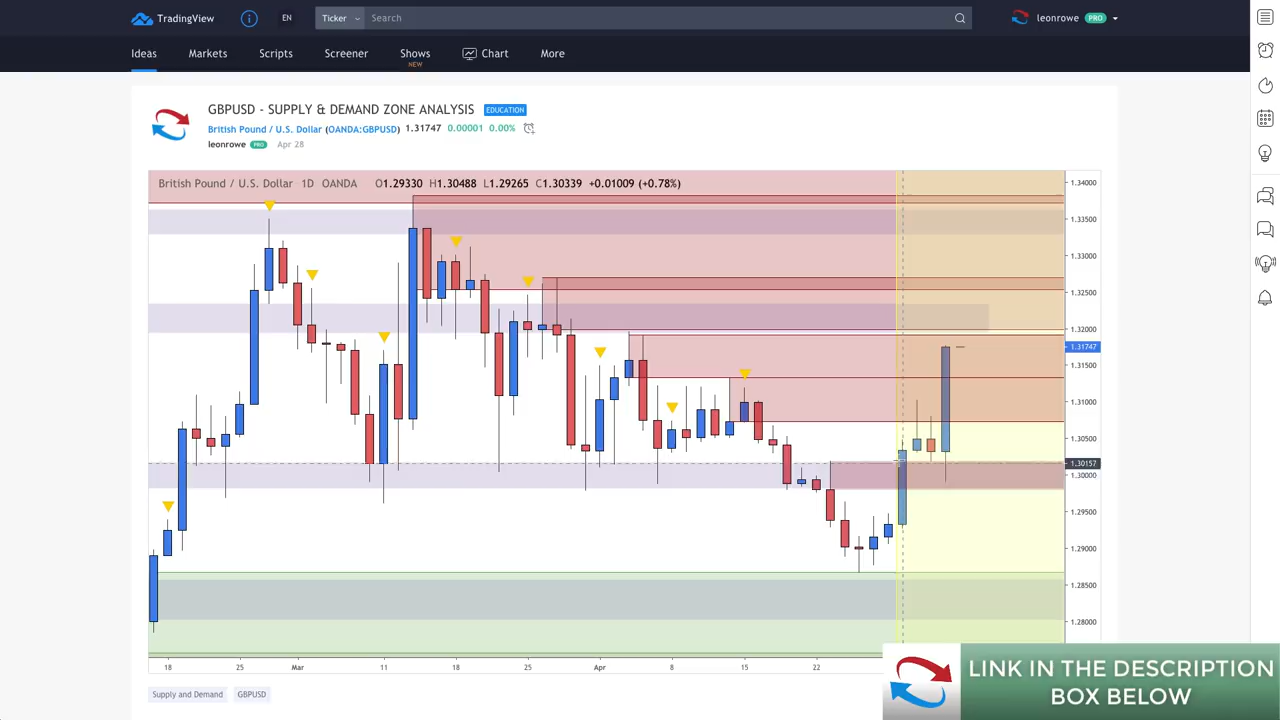 TradingView
i
EN
Ticker
Search
leonrowe PRO
Ideas
Markets
Scripts
Screener
Shows
NEW
Chart
More
GBPUSD - SUPPLY & DEMAND ZONE ANALYSIS EDUCATION
British Pound / U.S. Dollar (OANDA:GBPUSD) 1.31747 0.00001 0.00%
leonrowe PRO Apr 28
British Pound / U.S. Dollar 1D OANDA O1.29330 H1.30488 L1.29265 C1.30339 +0.01009 (+0.78%)
1.34000
1.33500
1.33000
1.32500
1.32000
1.31747
1.31500
1.31000
1.30500
1.30157
1.30000
1.29500
1.29000
1.28500
1.28000
18 25 Mar 11 18 25 Apr 8 15 22
Supply and Demand GBPUSD
LINK IN THE DESCRIPTION
BOX BELOW